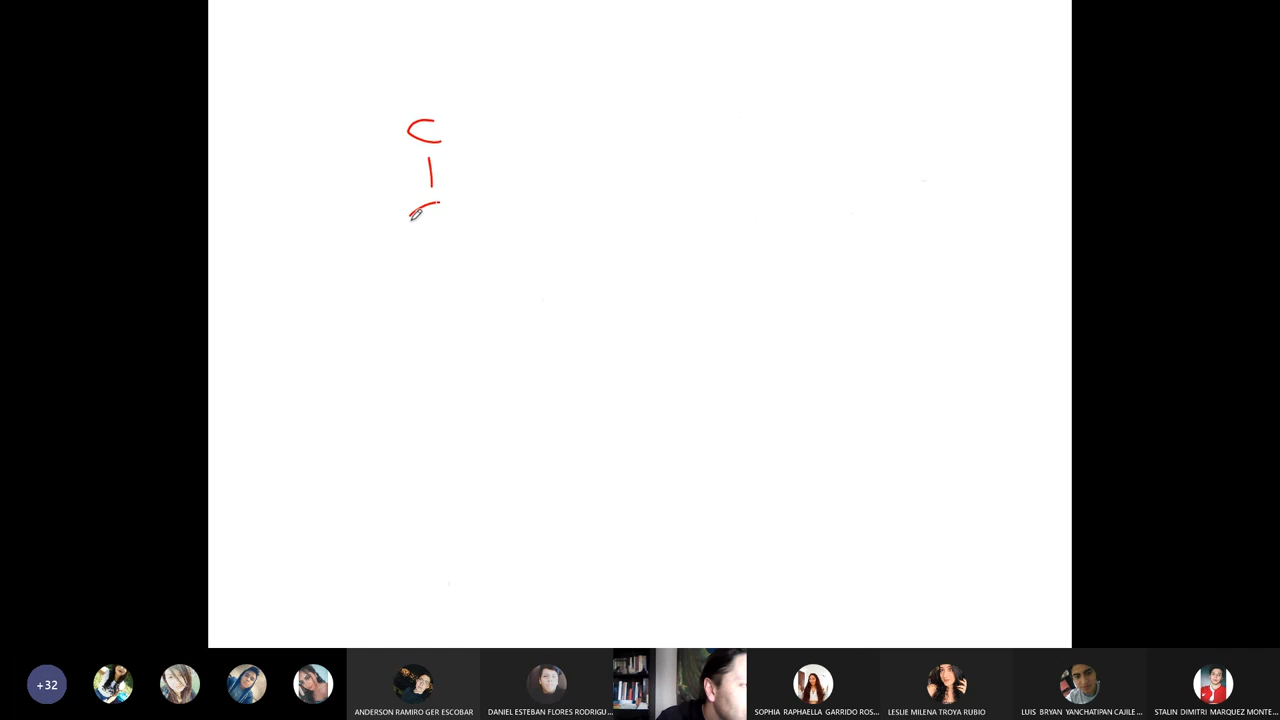 C
|
+32
ANDERSON RAMIRO GER ESCOBAR
DANIEL ESTEBAN FLORES RODRIGU...
SOPHIA RAPHAELLA GARRIDO ROS...
LESLIE MILENA TROYA RUBIO
LUIS BRYAN YANCHATIPAN CAJILE ...
STALIN DIMITRI MARQUEZ MONTE...